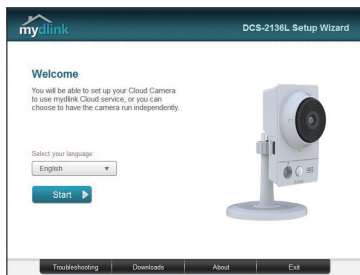 mydlink
DCS-2136L Setup Wizard
Welcome
You will be able to set up your Cloud Camera
to use mydlink Cloud service, or you can
choose to have the camera run independently.
Select your language:
English
Start
Troubleshooting
Downloads
About
Exit